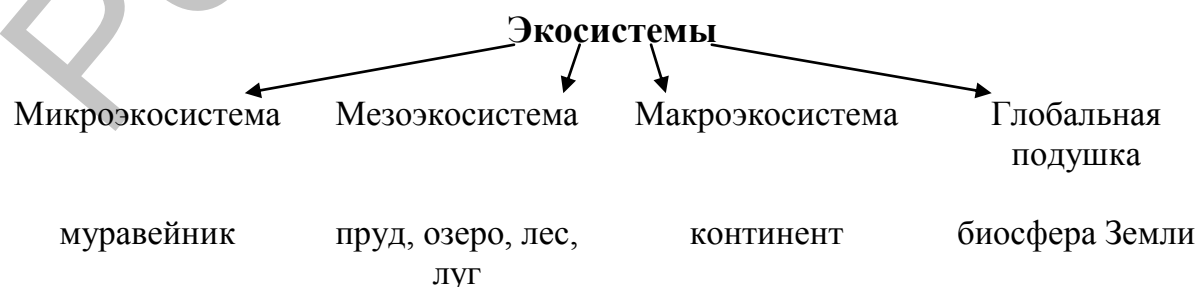 Экосистемы
Микроэкосистема Мезоэкосистема Макроэкосистема Глобальная
подушка
муравейник пруд, озеро, лес, континент биосфера Земли
луг